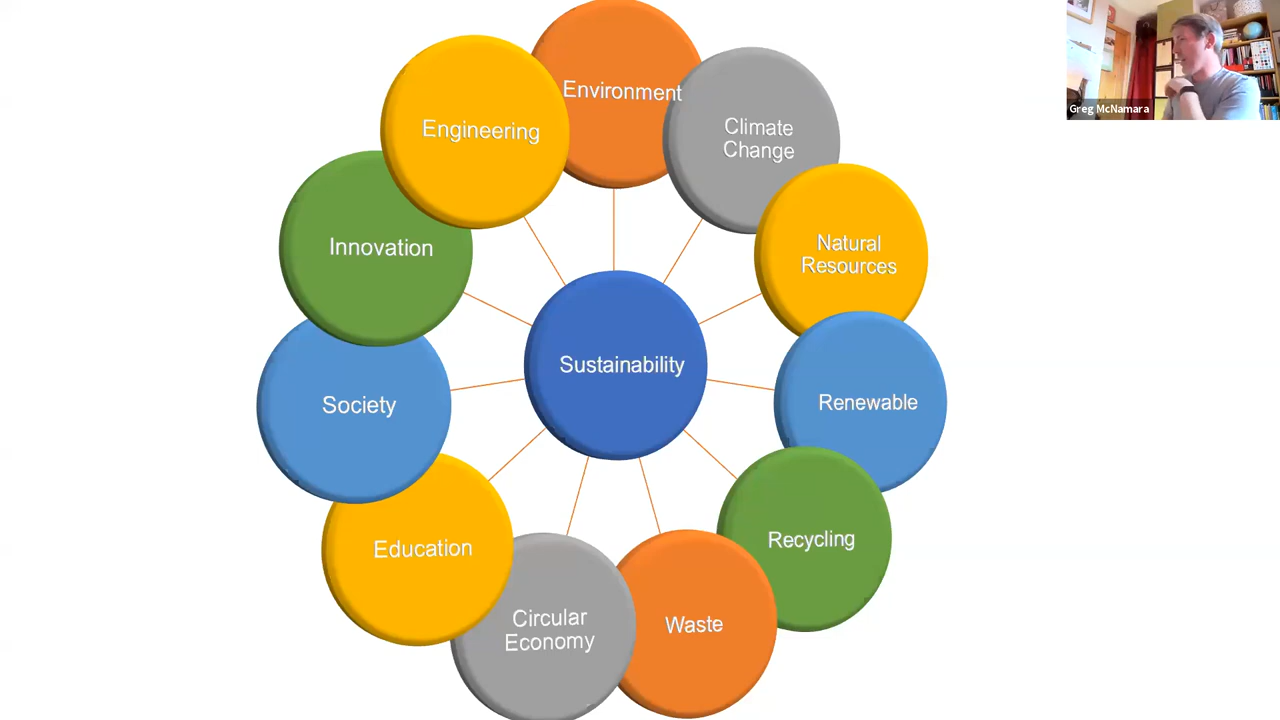 Environment
Climate
Change
Natural
Resources
Renewable
Recycling
Waste
Circular
Economy
Education
Society
Innovation
Engineering
Sustainability
Greg McNamara